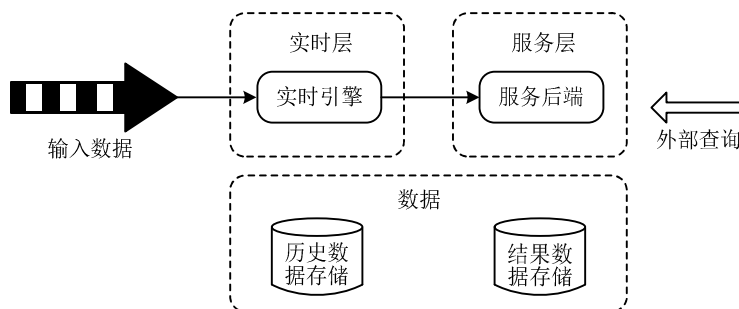 实时层
服务层
实时引擎
服务后端
输入数据
外部查询
数据
历史数
据存储
结果数
据存储